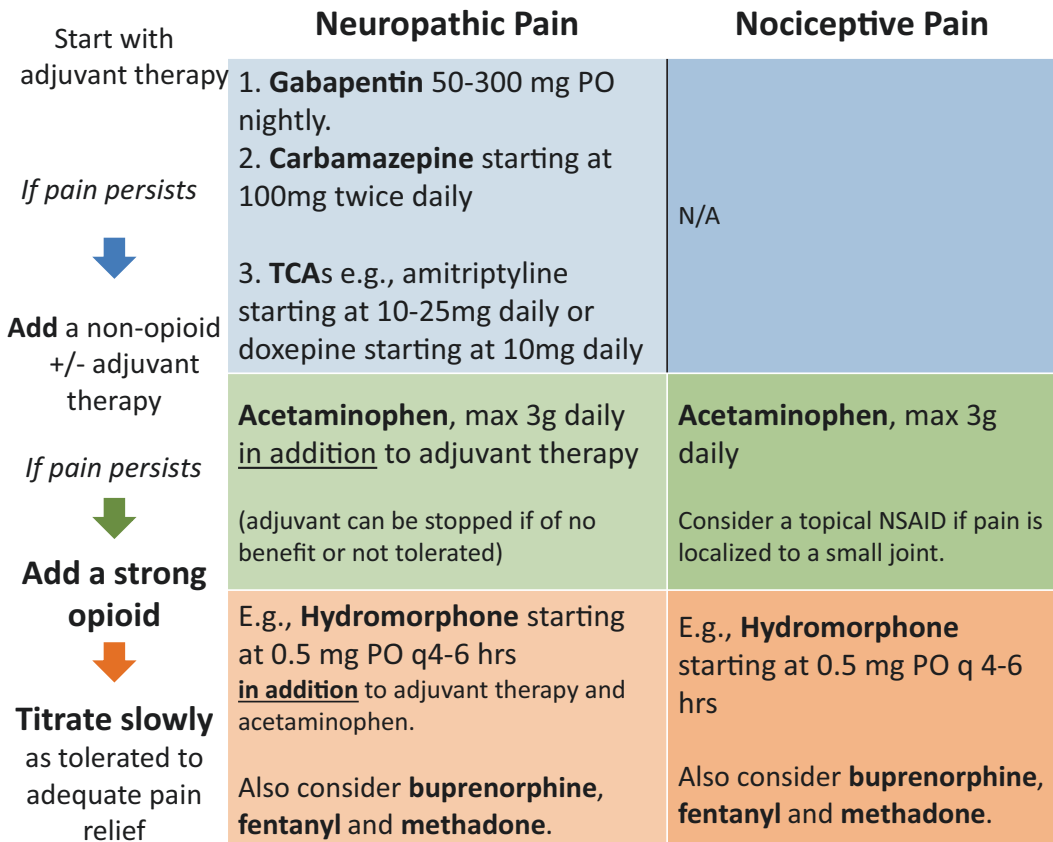 Neuropathic Pain
Nociceptive Pain
Start with
adjuvant therapy
If pain persists
Add a non-opioid
+/- adjuvant
therapy
If pain persists
Add a strong
opioid
Titrate slowly
as tolerated to
adequate pain
relief
1. Gabapentin 50-300 mg PO
nightly.
2. Carbamazepine starting at
100mg twice daily
3. TCAs e.g., amitriptyline
starting at 10-25mg daily or
doxepine starting at 10mg daily
N/A
Acetaminophen, max 3g daily
in addition to adjuvant therapy
(adjuvant can be stopped if of no
benefit or not tolerated)
Acetaminophen, max 3g
daily
Consider a topical NSAID if pain is
localized to a small joint.
E.g., Hydromorphone starting
at 0.5 mg PO q4-6 hrs
in addition to adjuvant therapy and
acetaminophen.
Also consider buprenorphine,
fentanyl and methadone.
E.g., Hydromorphone
starting at 0.5 mg PO q 4-6
hrs
Also consider buprenorphine,
fentanyl and methadone.